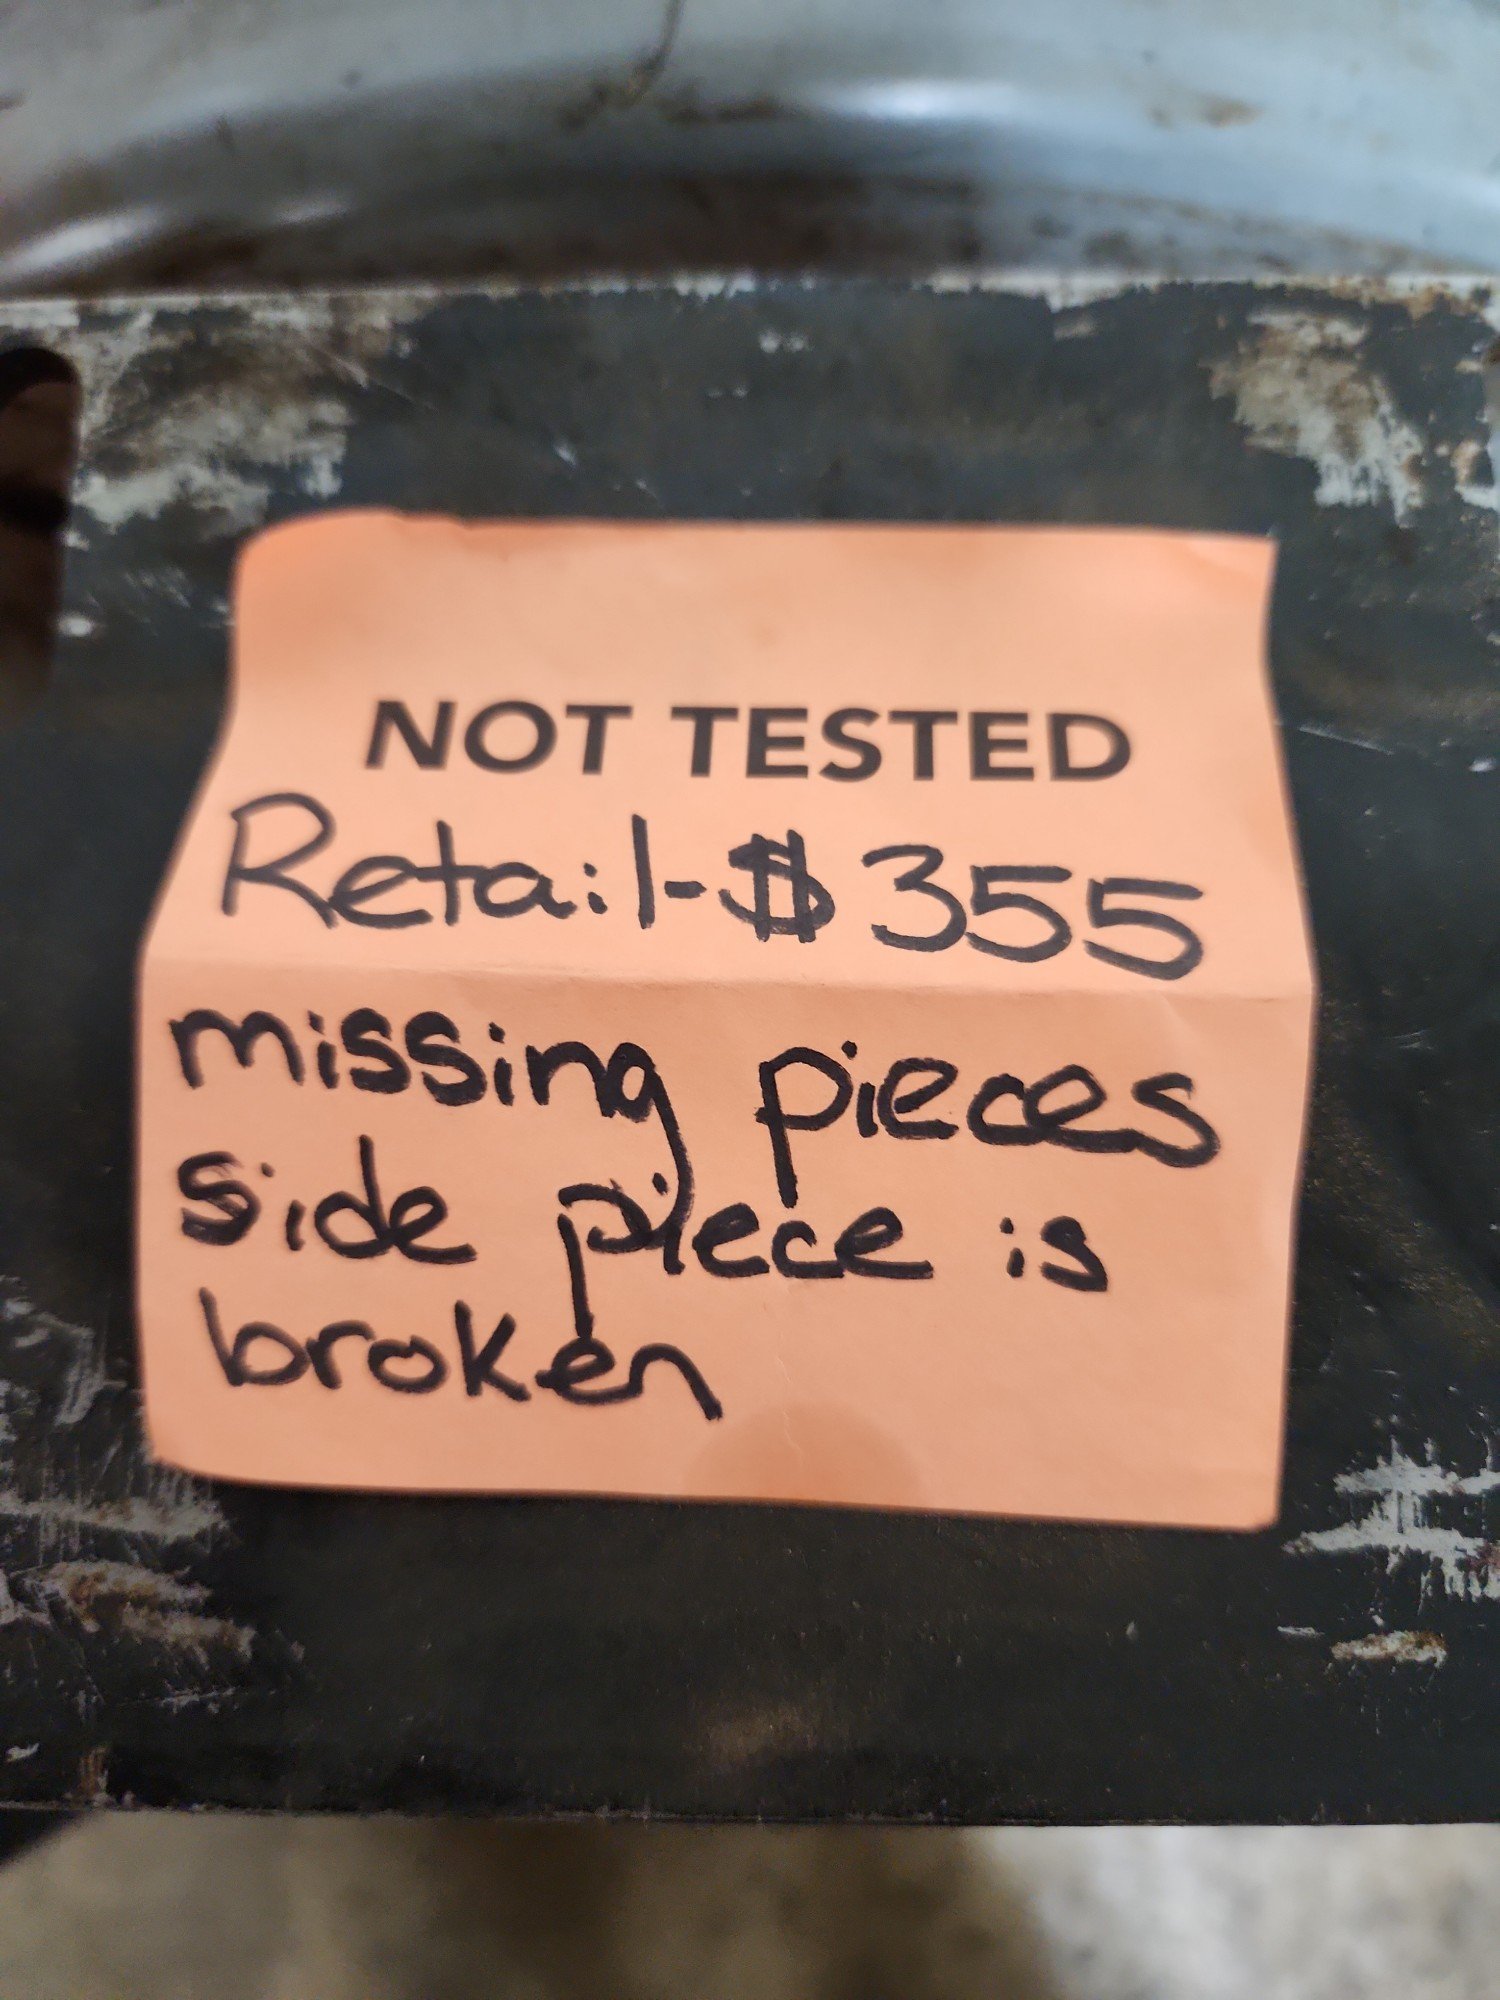 NOT TESTED
Retail-$355
missing pieces
side piece is
broken